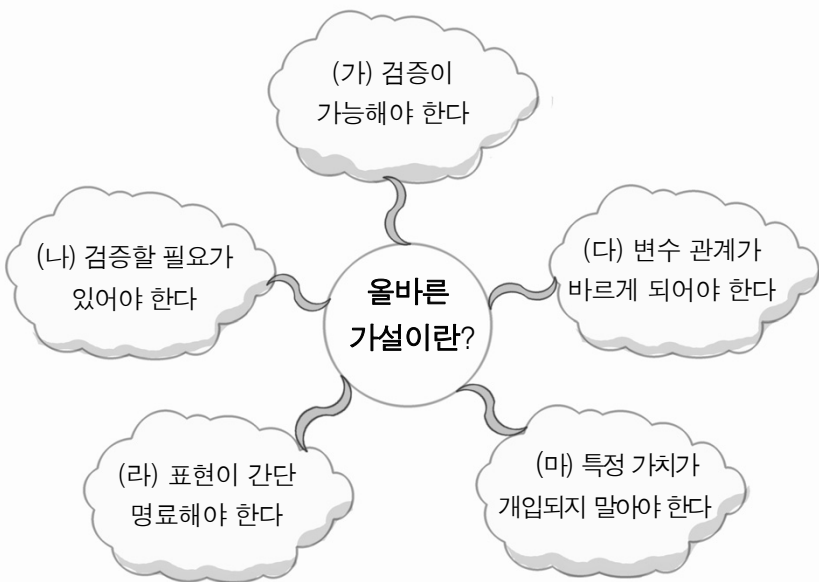 (가) 검증이
가능해야 한다
(나) 검증할 필요가
있어야 한다
(다) 변수 관계가
바르게 되어야 한다
올바른
가설이란?
(라) 표현이 간단
명료해야 한다
(마) 특정 가치가
개입되지 말아야 한다